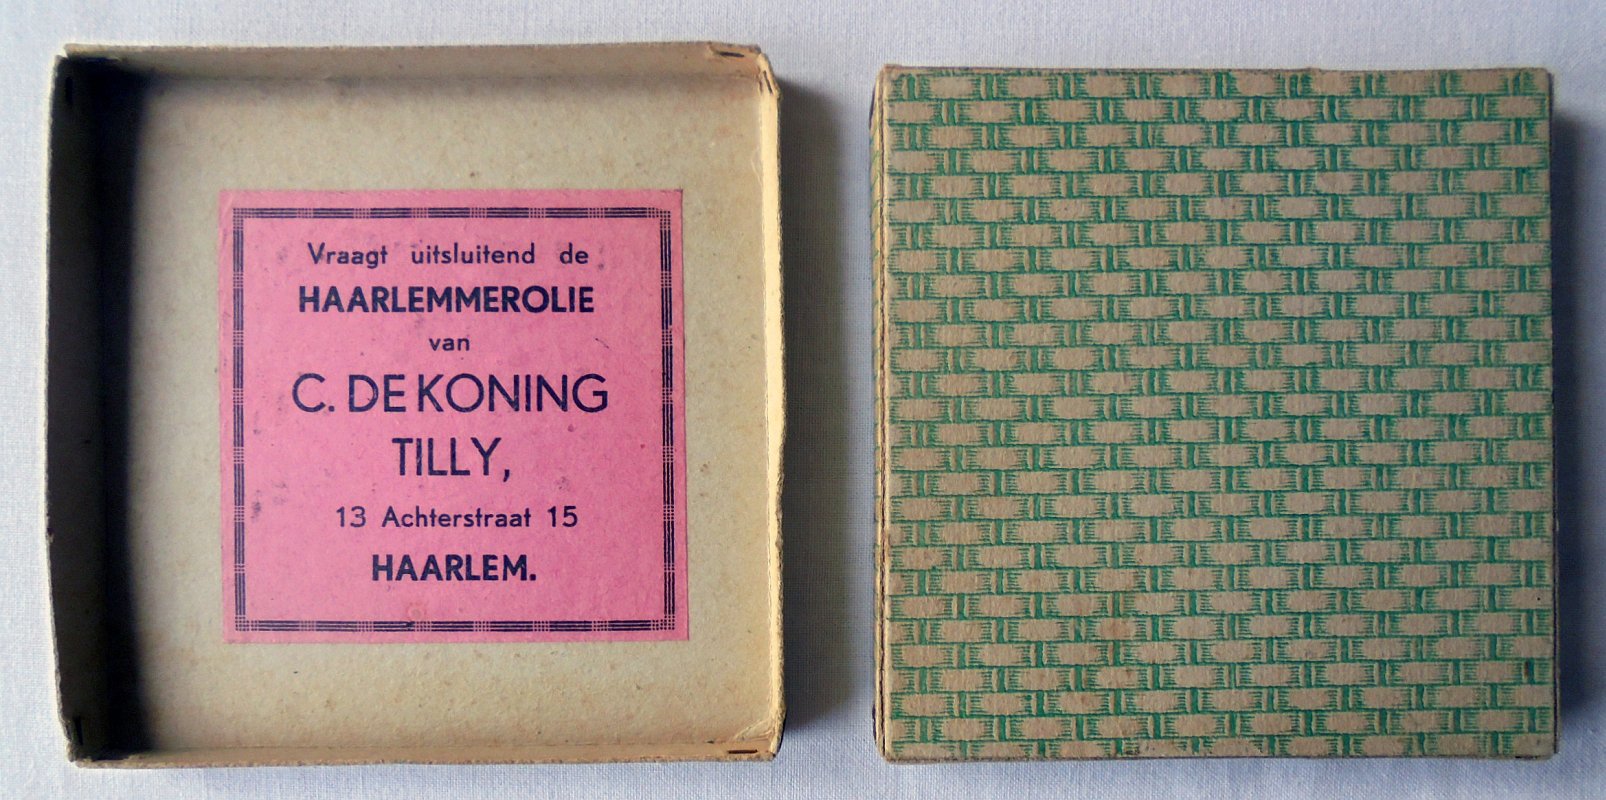 Vraagt uitsluitend de
HAARLEMMEROLIE
van
C. DE KONING
TILLY,
13 Achterstraat 15
HAARLEM.